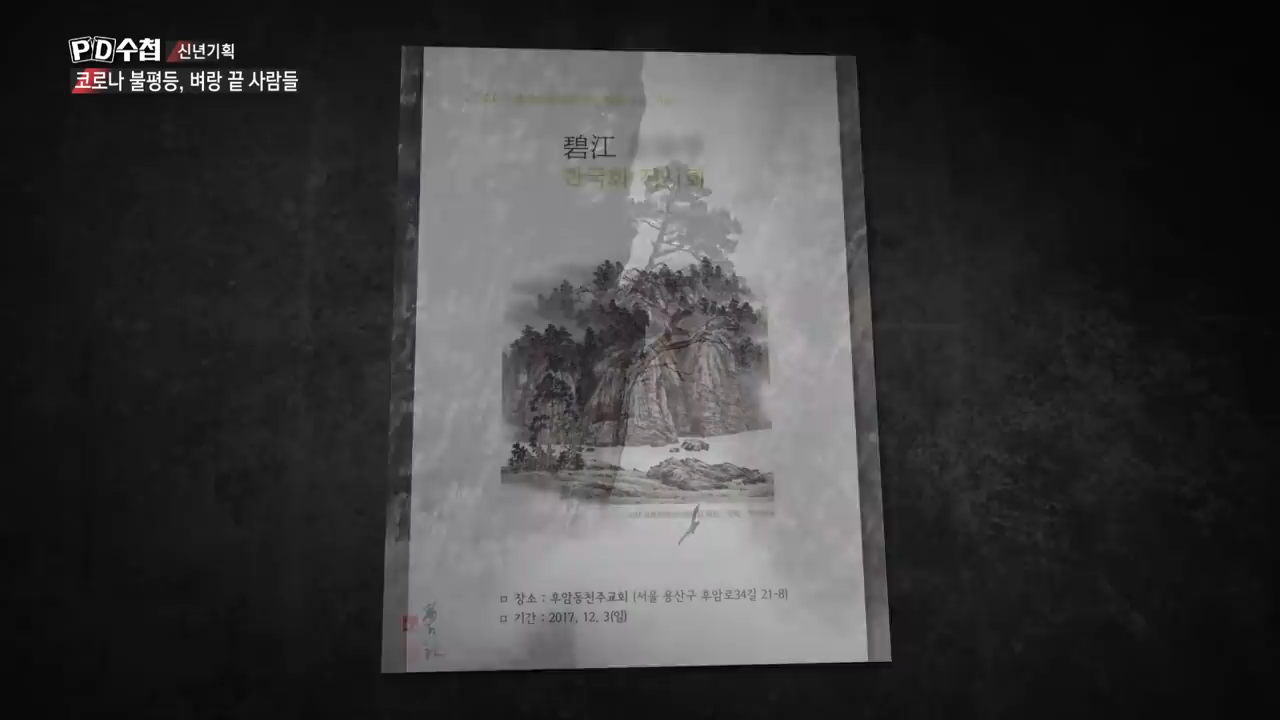 PD수첩 신년기획
코로나 불평등, 벼랑 끝 사람들
碧江
한국화 전시회
장소 : 후암동천주교회 (서울 용산구 후암로34길 21-8)
기간 : 2017. 12. 3(일)